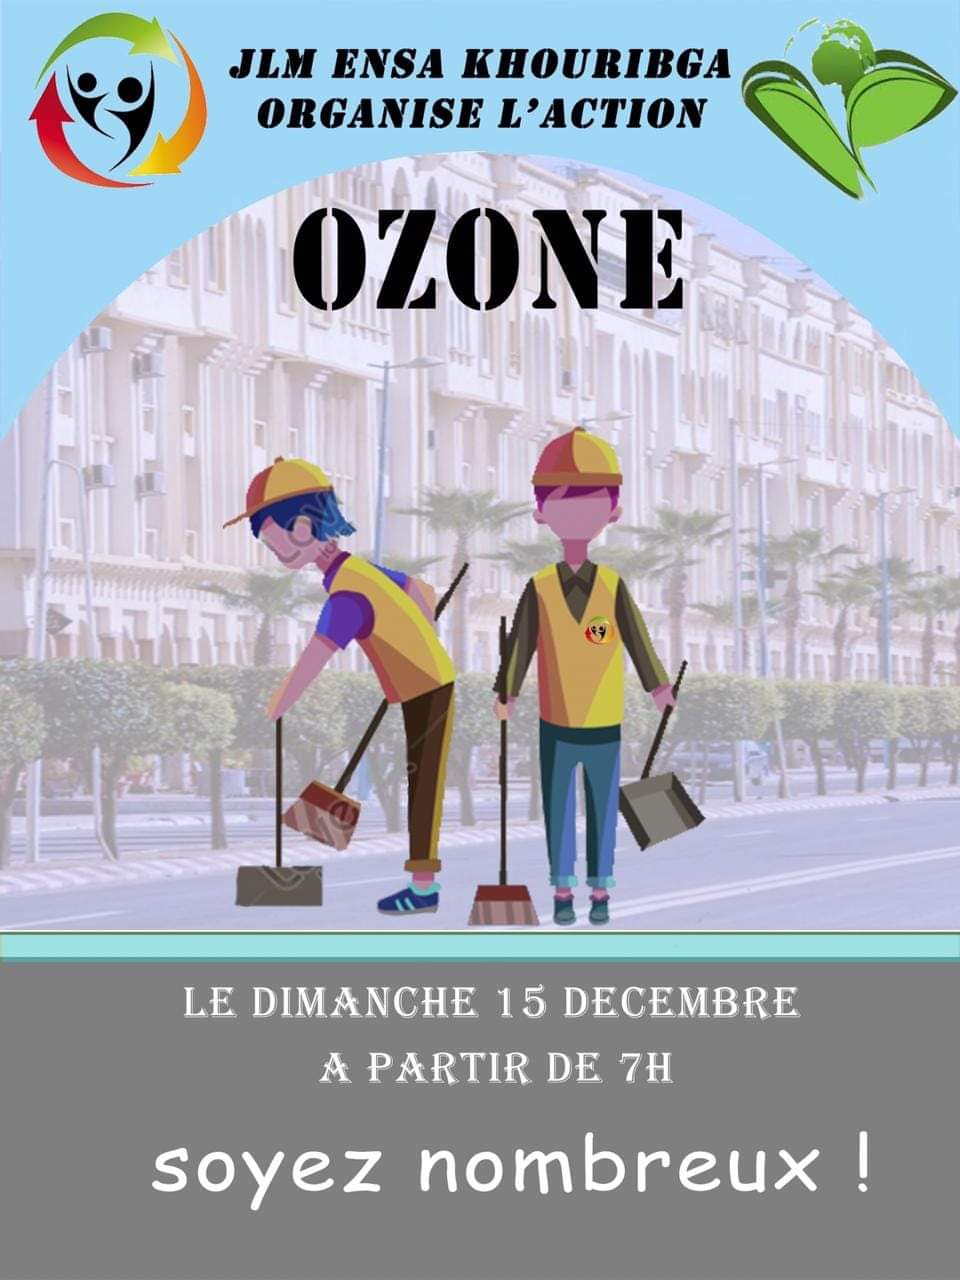 JLM ENSA KHOURIBGA
ORGANISE L'ACTION
OZONE
LE DIMANCHE 15 DECEMBRE
A PARTIR DE 7H
soyez nombreux !